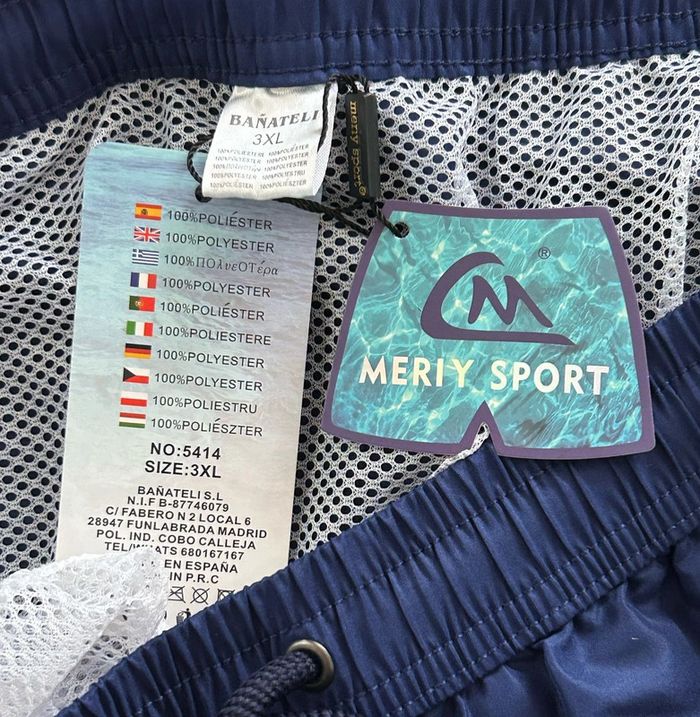 BAÑATELI
3XL
100%POLIÉSTER
100%POLYESTER
100%ΠΟλυεΟΤέρα
100%POLYESTER
100%POLIÉSTER
100%POLIESTERE
100%POLYESTER
100%POLYESTER
100%POLIESTRU
100%POLIÉSZTER
NO:5414
SIZE:3XL
BAÑATELI S.L
N.I.F B-87746079
C/ FABERO N 2 LOCAL 6
28947 FUNLABRADA MADRID
POL. IND. COBO CALLEJA
TEL/WHATS 680167167
EN ESPAÑA
IN P.R.C
meriy sport®
M
®
MERIY SPORT